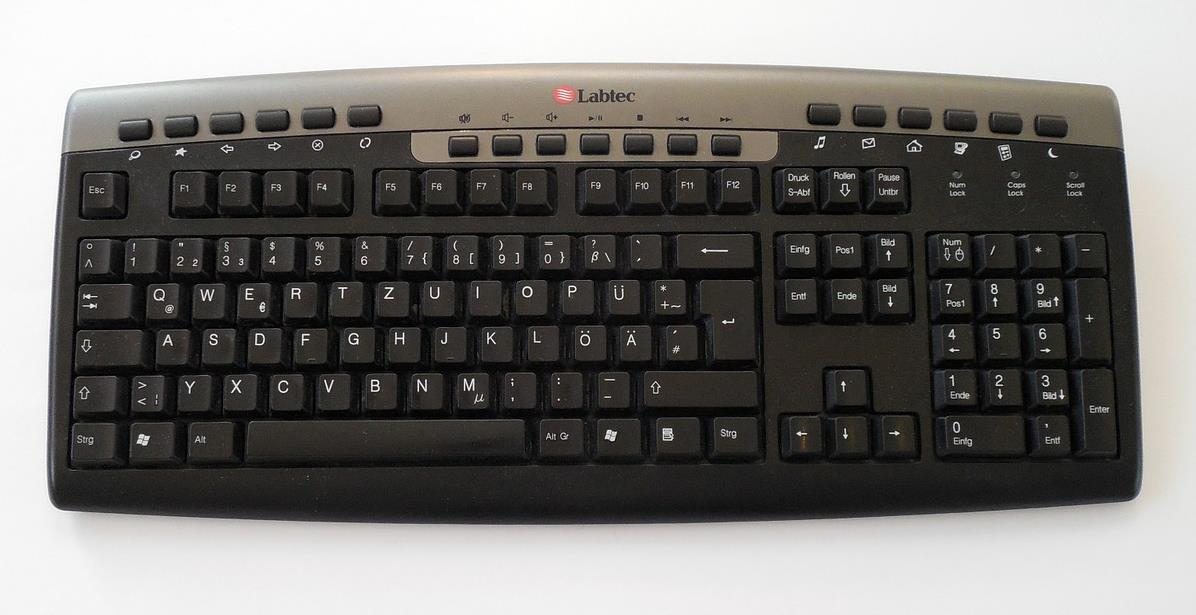 Labtec
Esc F1 F2 F3 F4 F5 F6 F7 F8 F9 F10 F11 F12 Druck Rollen Pause Num Caps Scroll
S-Abf ⇩ Untbr Lock Lock Lock
° ! " § $ % & / ( ) = ? ` ← Einfg Pos1 Bild Num / * −
^ 1 2 ² 3 ³ 4 5 6 7 { 8 [ 9 ] 0 } ß \ ´ ↑ ⇩
Q W E R T Z U I O P Ü * Entf Ende Bild 7 8 9 +
@ € + ~ ↵ ↓ Pos1 ↑ Bild ↑
⇩ A S D F G H J K L Ö Ä ' 4 5 6
# ← →
⇧ > Y X C V B N M ; : — ⇧ ↑ 1 2 3 Enter
< ¦ µ , . – Ende ↓ Bild ↓
Strg Alt Alt Gr Strg ← ↓ → 0 ,
Einfg Entf